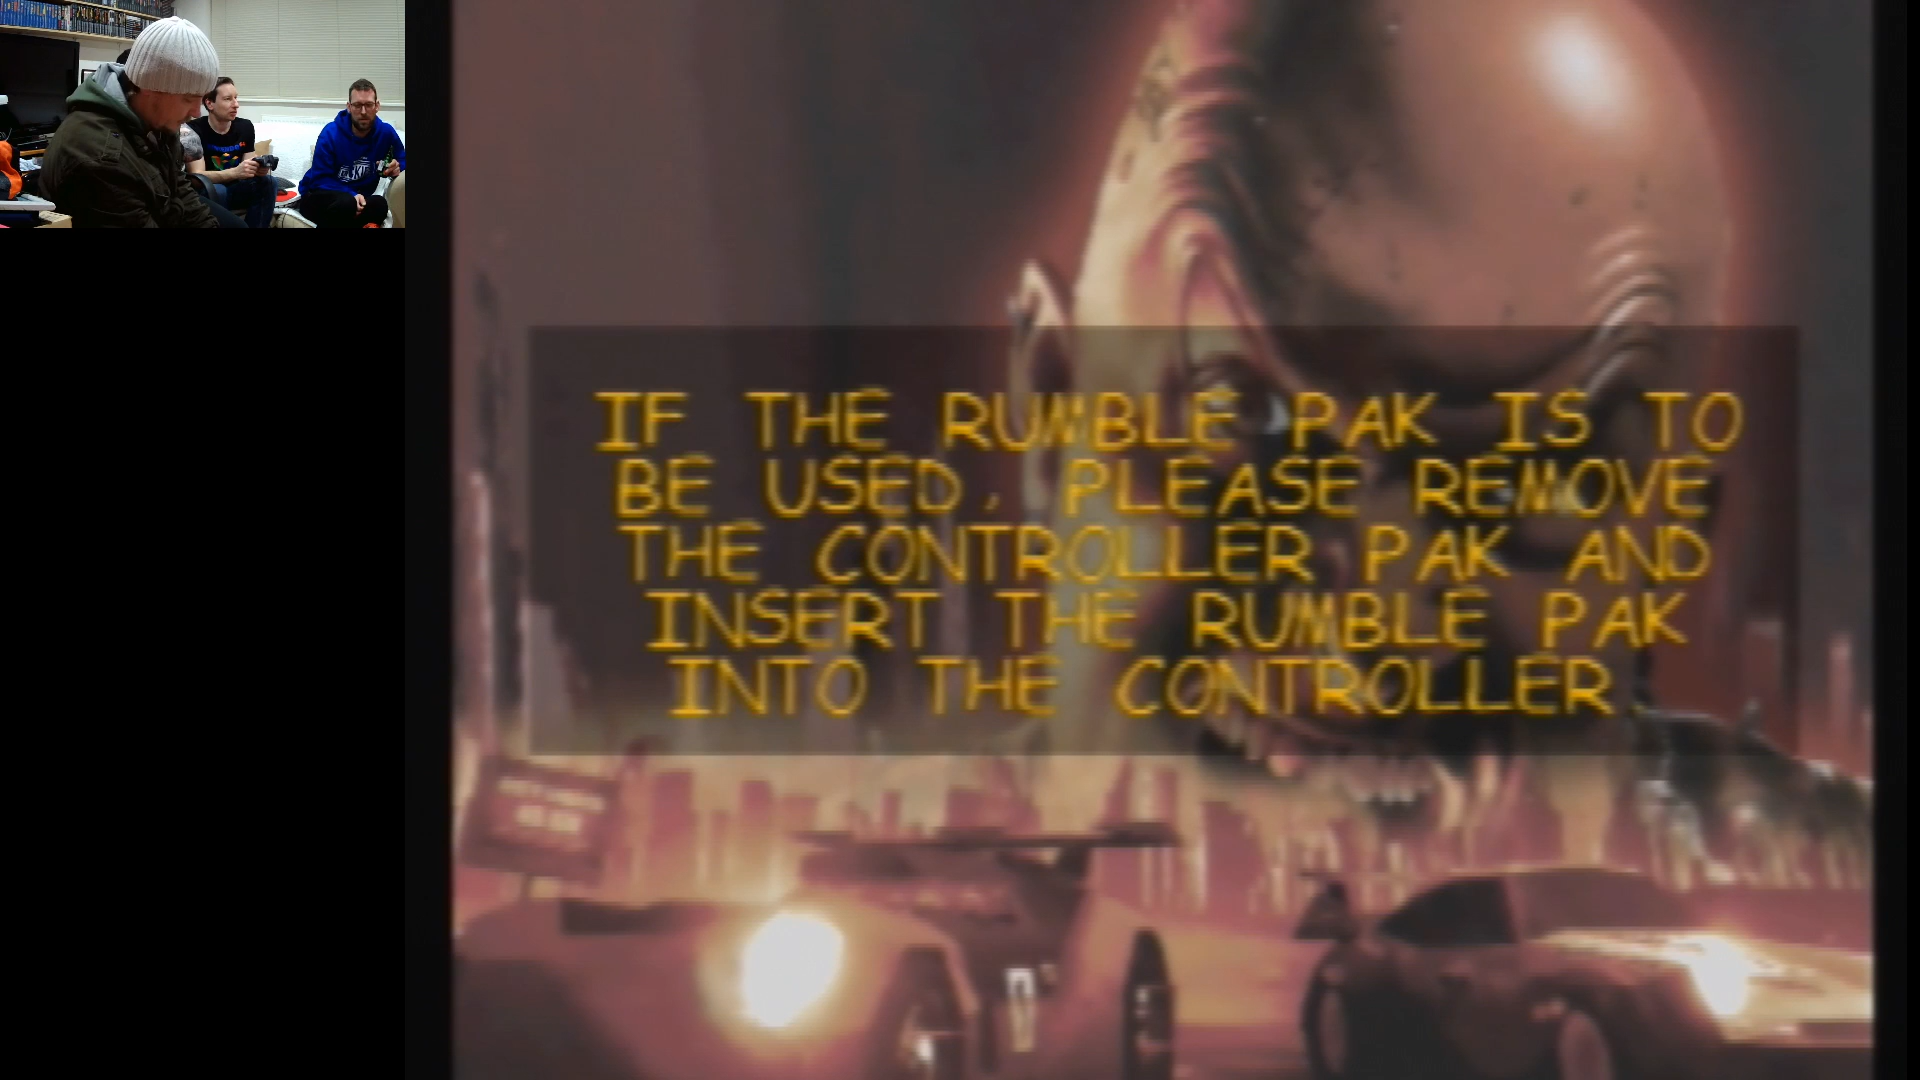 IF THE RUMBLE PAK IS TO
BE USED, PLEASE REMOVE
THE CONTROLLER PAK AND
INSERT THE RUMBLE PAK
INTO THE CONTROLLER